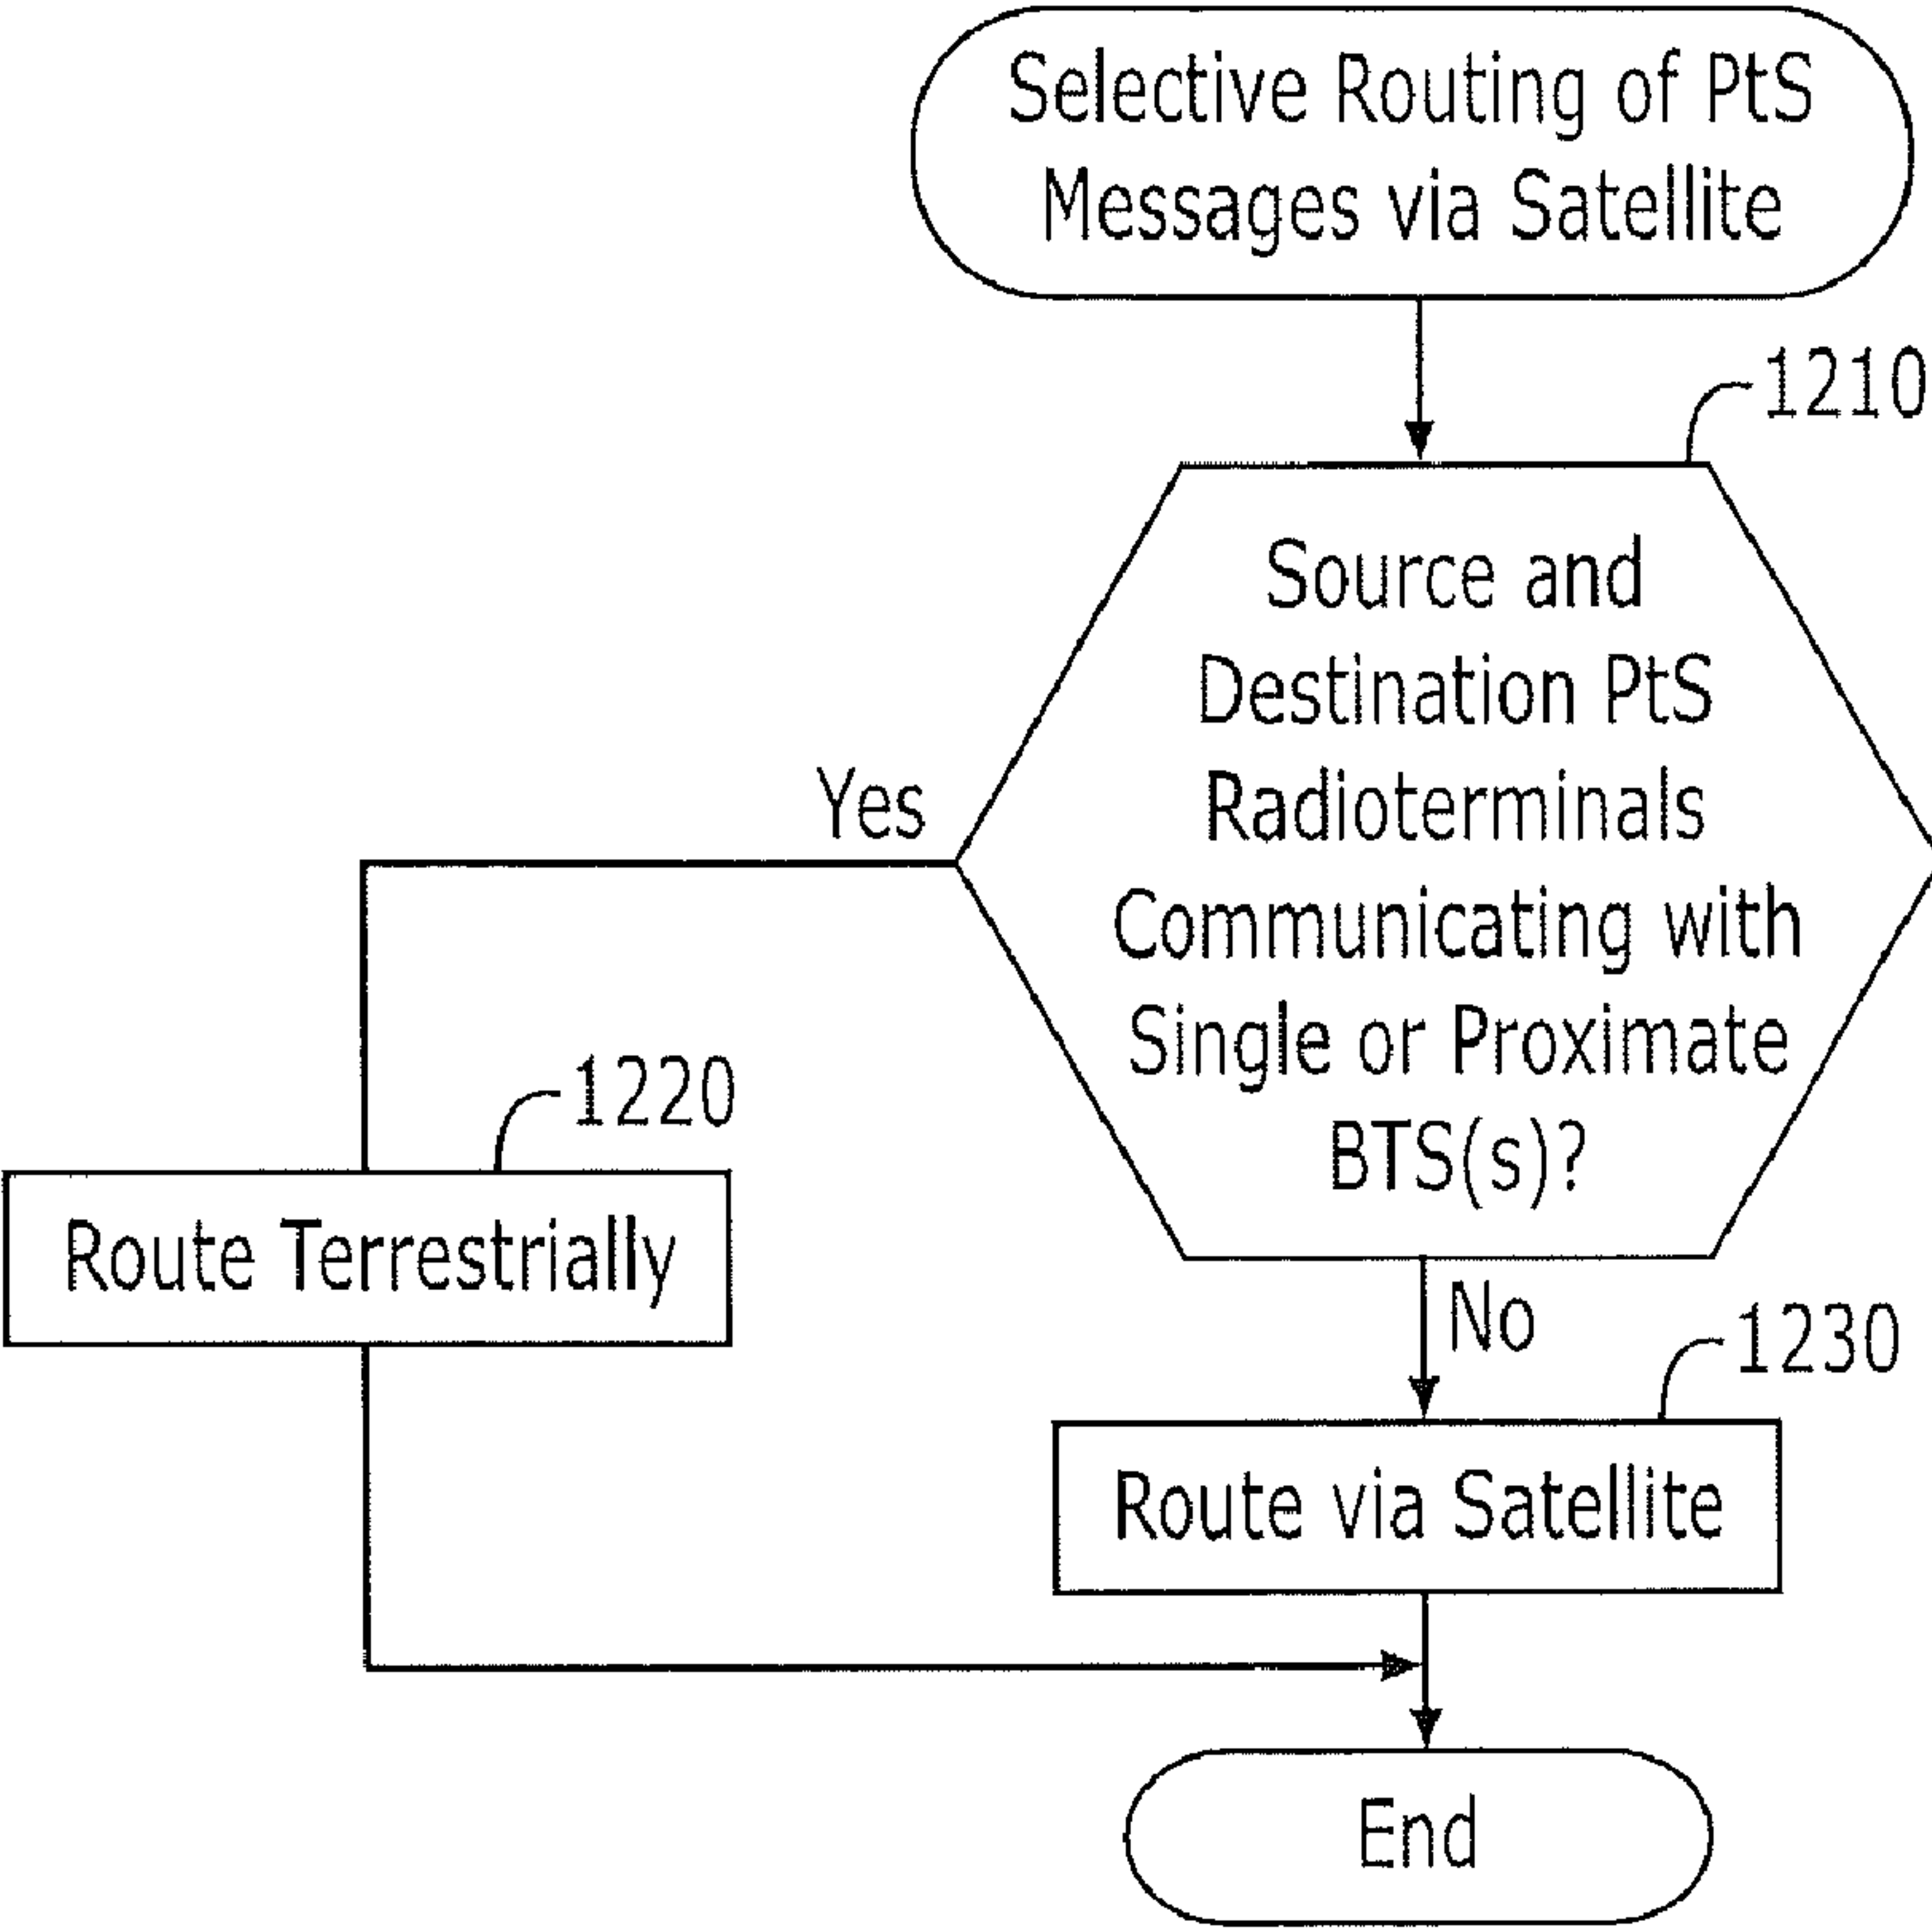 Selective Routing of PtS
Messages via Satellite
1210
Source and
Destination PtS
Radioterminals
Communicating with
Single or Proximate
BTS(s)?
Yes
1220
Route Terrestrially
No
1230
Route via Satellite
End